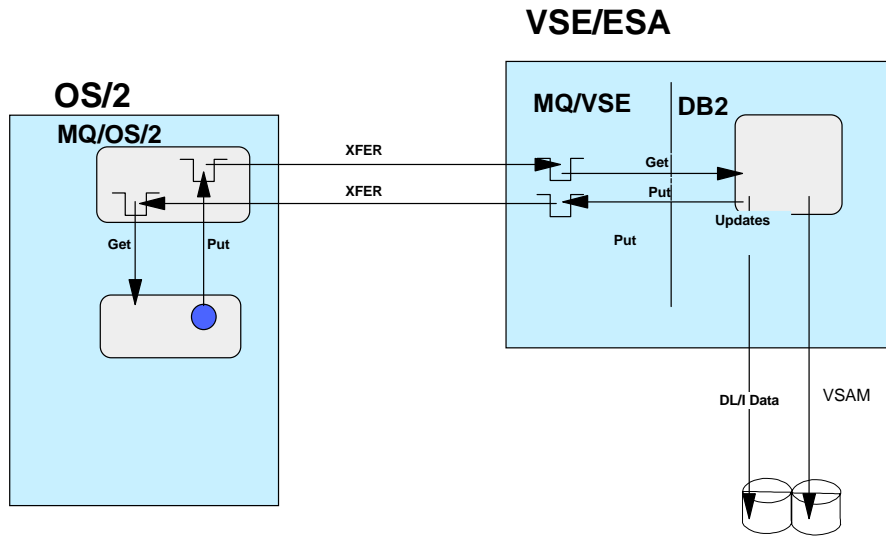 VSE/ESA
OS/2
MQ/OS/2
MQ/VSE
DB2
XFER
Get
XFER
Put
Updates
Get
Put
Put
DL/I Data
VSAM